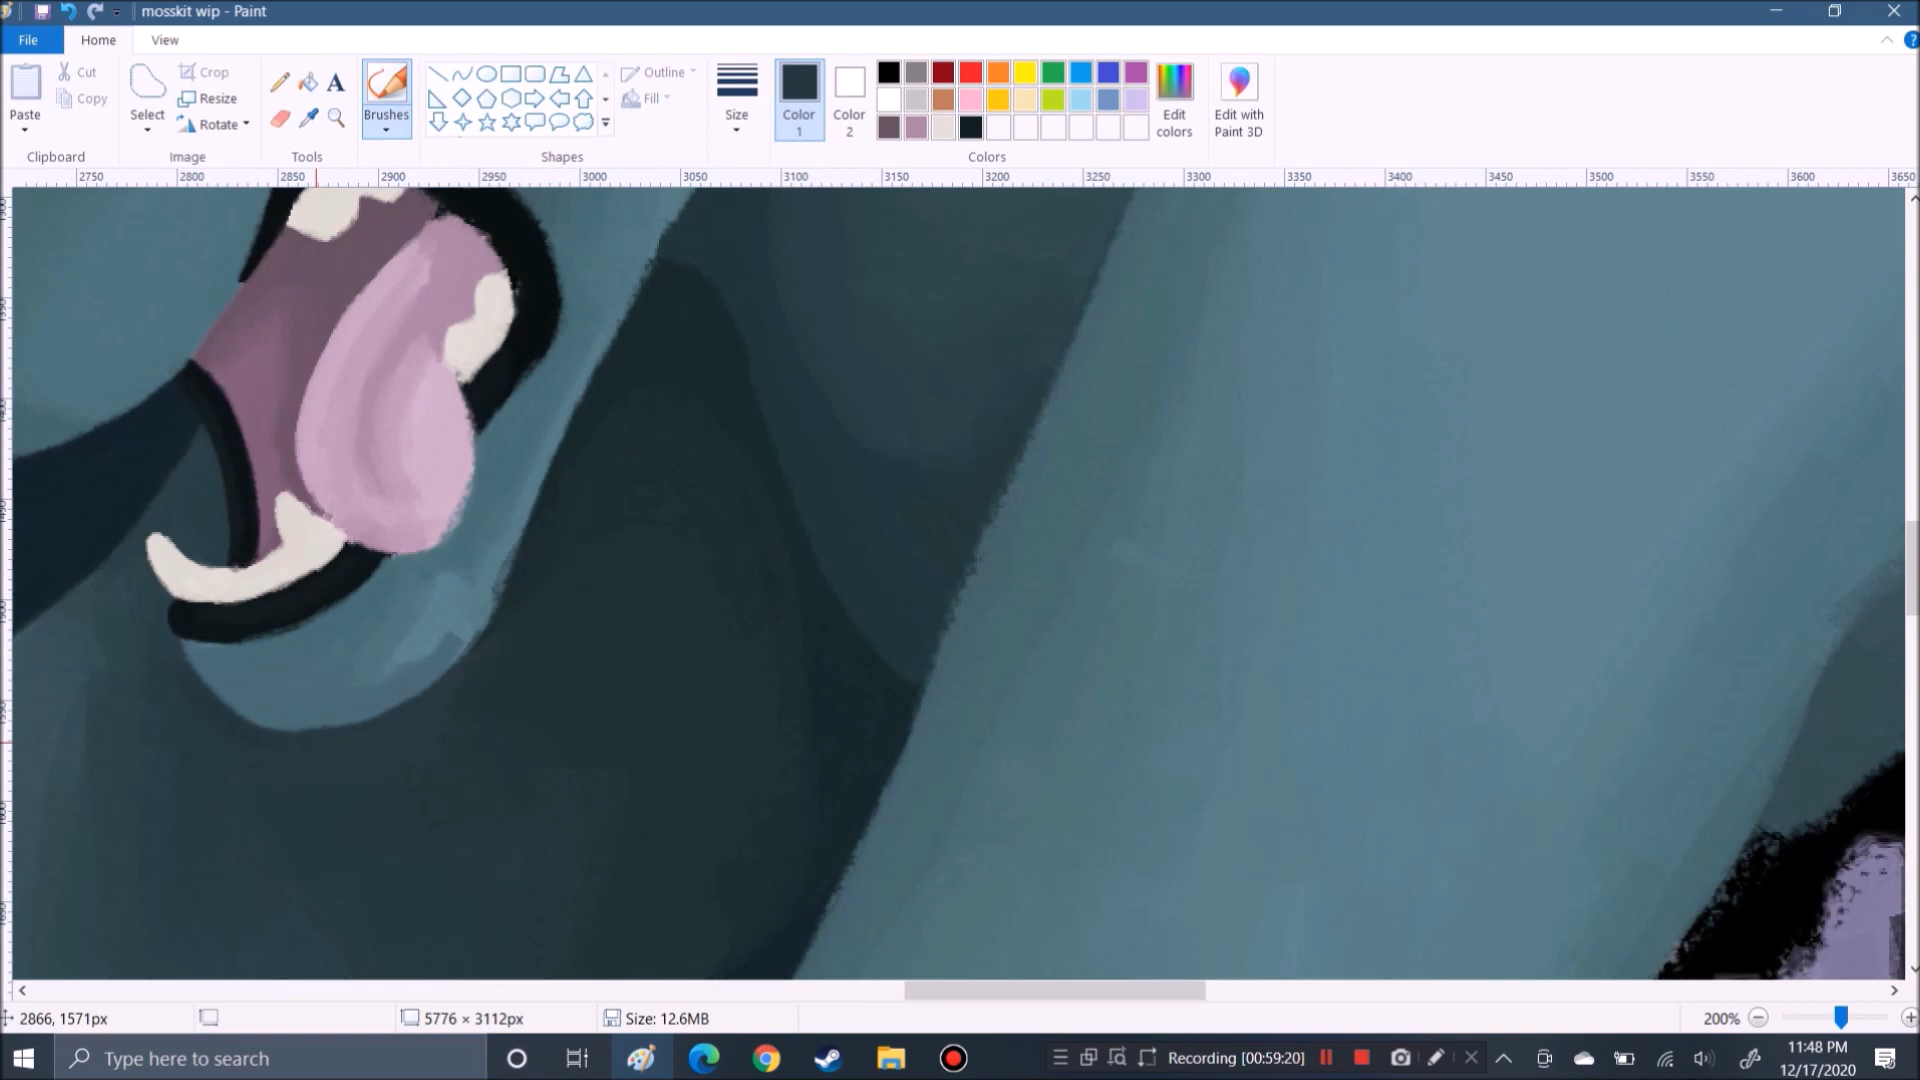 mosskit wip - Paint
File Home View
Paste
Cut
Copy
Clipboard
Select
Crop
Resize
Rotate
Image
A
Tools
Brushes
Outline
Fill
Shapes
Size
Color 1
Color 2
Edit colors
Colors
Edit with Paint 3D
2750 2800 2850 2900 2950 3000 3050 3100 3150 3200 3250 3300 3350 3400 3450 3500 3550 3600 3650
2866, 1571px
5776 × 3112px
Size: 12.6MB
200%
Type here to search
Recording [00:59:20]
11:48 PM
12/17/2020